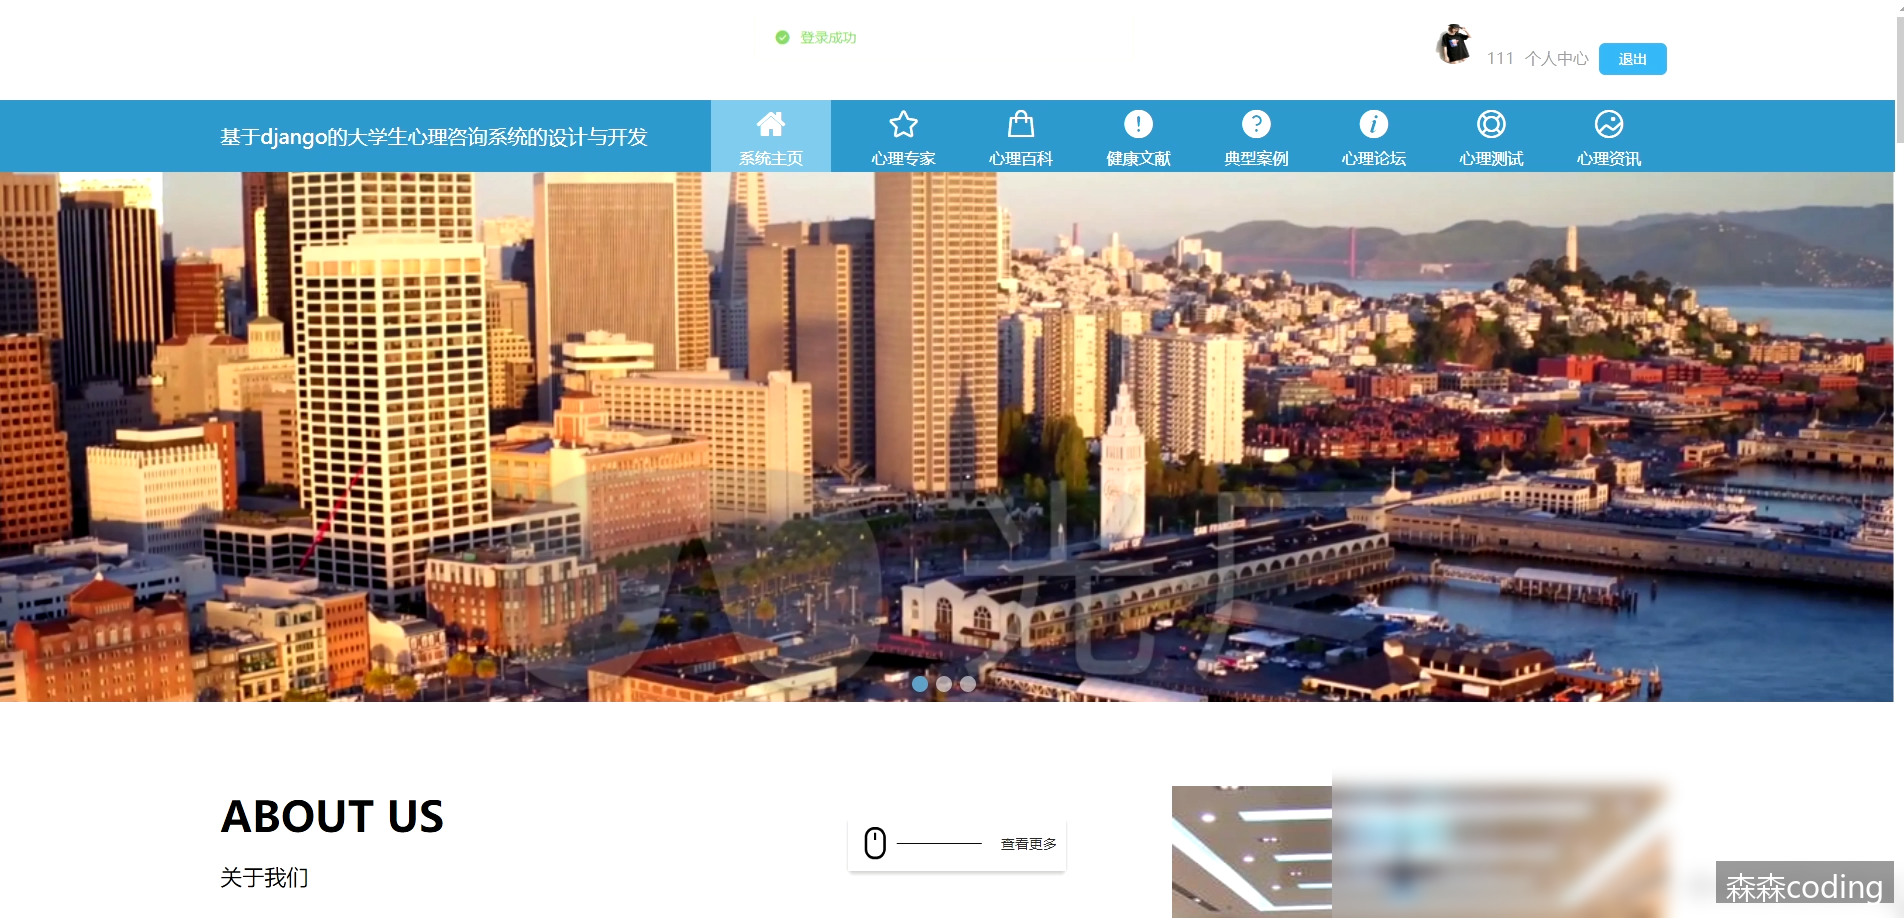 登录成功
111 个人中心 退出
基于django的大学生心理咨询系统的设计与开发
系统主页 心理专家 心理百科 健康文献 典型案例 心理论坛 心理测试 心理资讯
SAN FRANCISCO
光厂
ABOUT US
查看更多
关于我们
森森coding